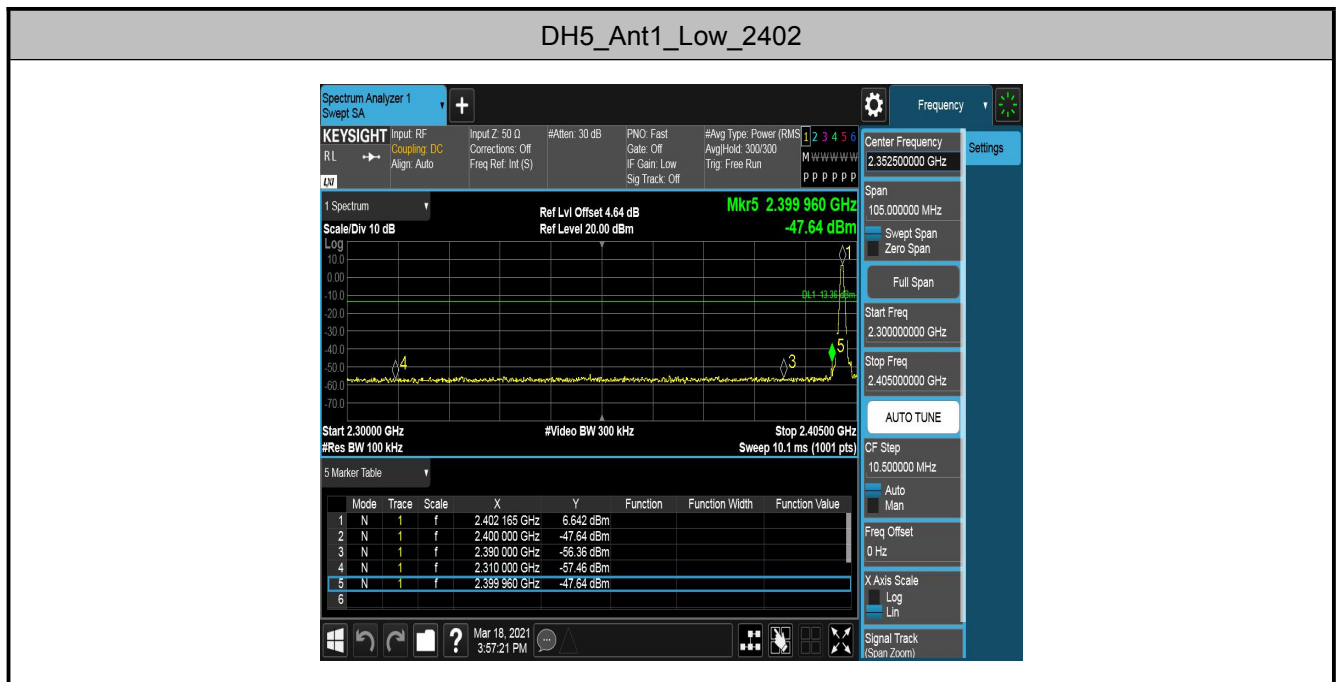 DH5_Ant1_Low_2402
Spectrum Analyzer 1
Swept SA
+
Frequency
KEYSIGHT
RL
LXI
Input: RF
Coupling: DC
Align: Auto
Input Z: 50 Ω
Corrections: Off
Freq Ref: Int (S)
#Atten: 30 dB
PNO: Fast
Gate: Off
IF Gain: Low
Sig Track: Off
#Avg Type: Power (RMS
Avg|Hold: 300/300
Trig: Free Run
1 2 3 4 5 6
M W W W W W
P P P P P P
1 Spectrum
Scale/Div 10 dB
Ref Lvl Offset 4.64 dB
Ref Level 20.00 dBm
Mkr5 2.399 960 GHz
-47.64 dBm
Log
10.0
0.00
-10.0
-20.0
-30.0
-40.0
-50.0
-60.0
-70.0
1
DL1 -13.36 dBm
5
4
3
Start 2.30000 GHz
#Res BW 100 kHz
#Video BW 300 kHz
Stop 2.40500 GHz
Sweep 10.1 ms (1001 pts)
5 Marker Table
Mode Trace Scale X Y Function Function Width Function Value
1 N 1 f 2.402 165 GHz 6.642 dBm
2 N 1 f 2.400 000 GHz -47.64 dBm
3 N 1 f 2.390 000 GHz -56.36 dBm
4 N 1 f 2.310 000 GHz -57.46 dBm
5 N 1 f 2.399 960 GHz -47.64 dBm
6
?
Mar 18, 2021
3:57:21 PM
Center Frequency
2.352500000 GHz
Settings
Span
105.000000 MHz
Swept Span
Zero Span
Full Span
Start Freq
2.300000000 GHz
Stop Freq
2.405000000 GHz
AUTO TUNE
CF Step
10.500000 MHz
Auto
Man
Freq Offset
0 Hz
X Axis Scale
Log
Lin
Signal Track
(Span Zoom)